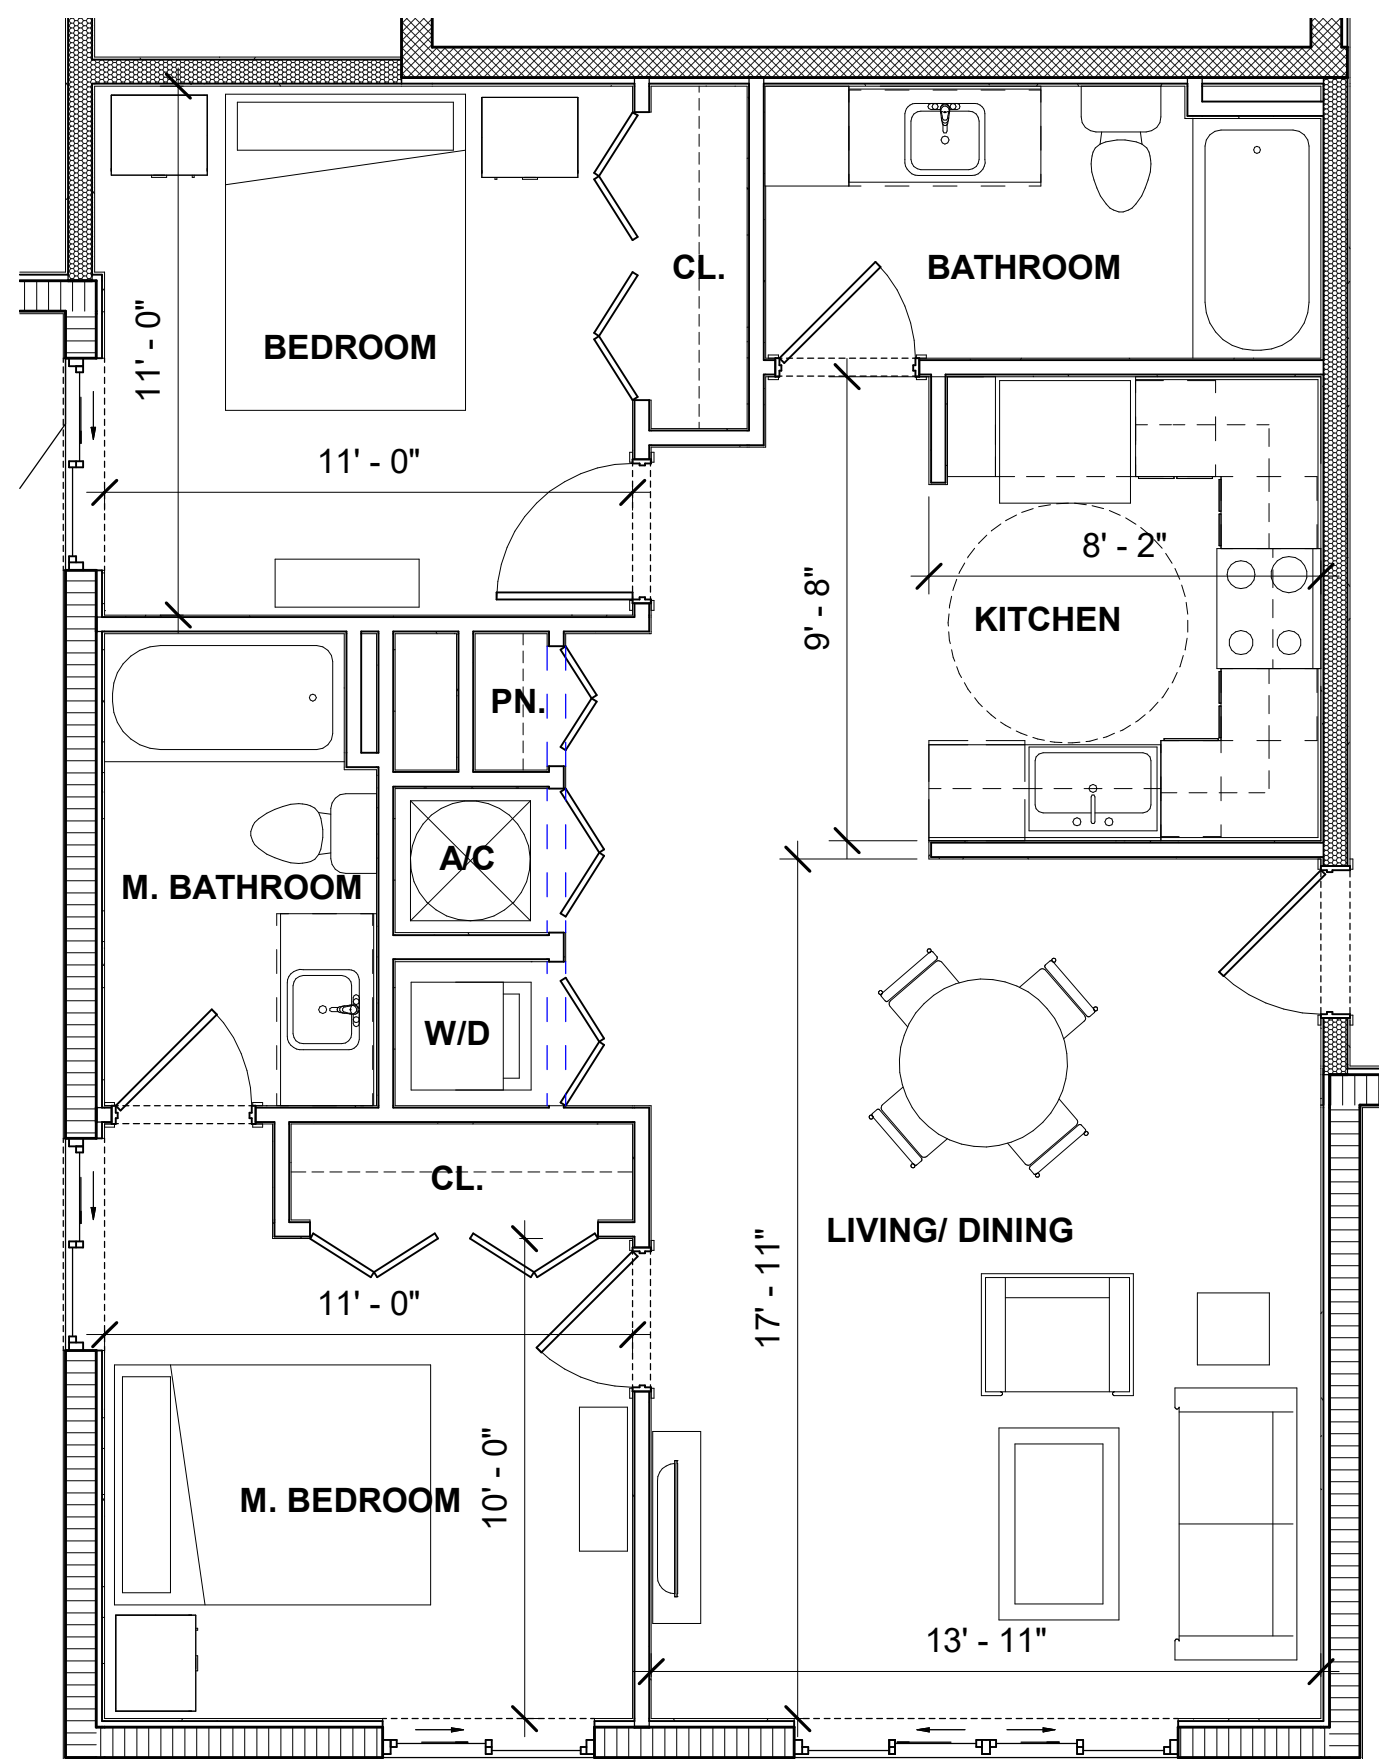 CL.
BATHROOM
11' - 0"
BEDROOM
11' - 0"
8' - 2"
9' - 8"
KITCHEN
PN.
A/C
M. BATHROOM
W/D
CL.
LIVING/ DINING
17' - 11"
11' - 0"
10' - 0"
M. BEDROOM
13' - 11"